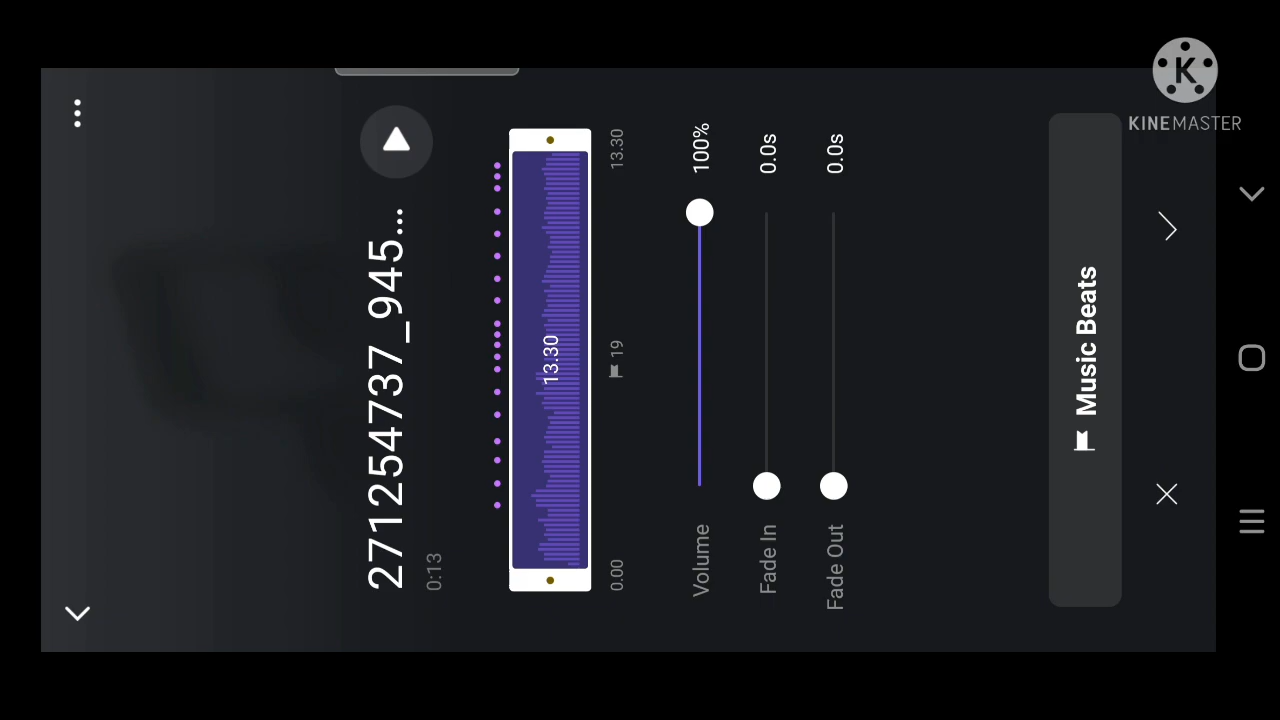 271254737_945...
0:13
13.30
0.00
19
13.30
Volume
100%
Fade In
0.0s
Fade Out
0.0s
Music Beats
K
KINEMASTER